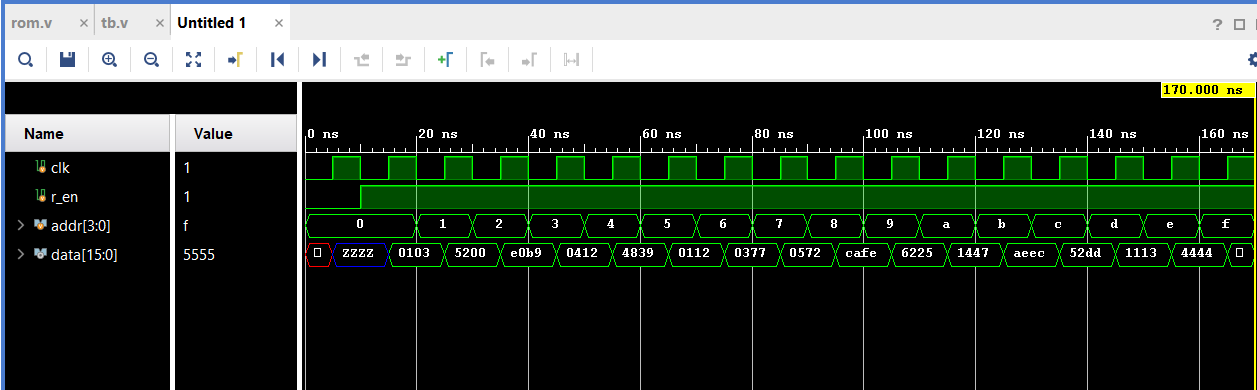 rom.v × tb.v × Untitled 1 ×
?
170.000 ns
Name Value
0 ns 20 ns 40 ns 60 ns 80 ns 100 ns 120 ns 140 ns 160 ns
clk 1
r_en 1
addr[3:0] f 0 1 2 3 4 5 6 7 8 9 a b c d e f
data[15:0] 5555 ZZZZ 0103 5200 e0b9 0412 4839 0112 0377 0572 cafe 6225 1447 aeec 52dd 1113 4444